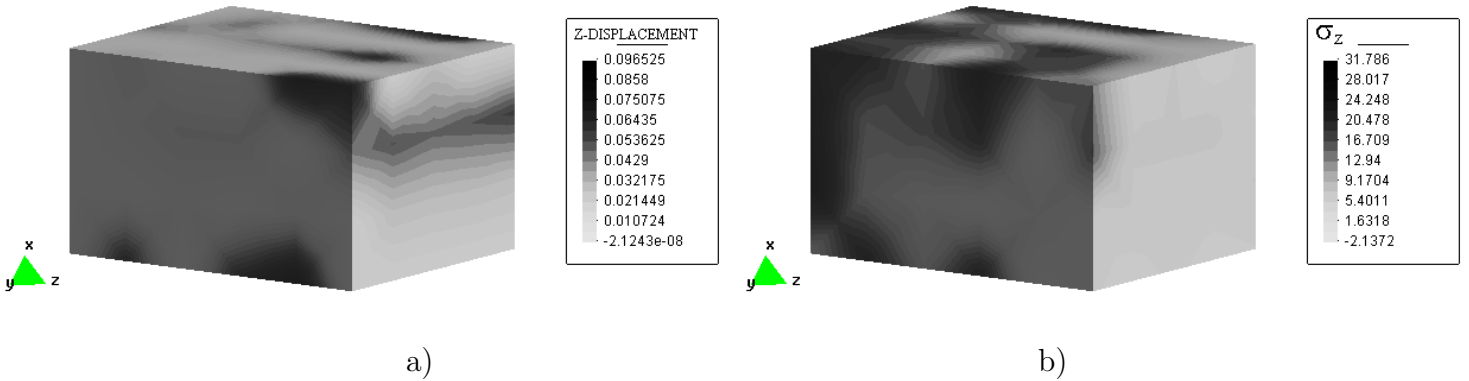 Z-DISPLACEMENT
0.096525
0.0858
0.075075
0.06435
0.053625
0.0429
0.032175
0.021449
0.010724
-2.1243e-08
x
y z
a)
σZ
31.786
28.017
24.248
20.478
16.709
12.94
9.1704
5.4011
1.6318
-2.1372
x
y z
b)